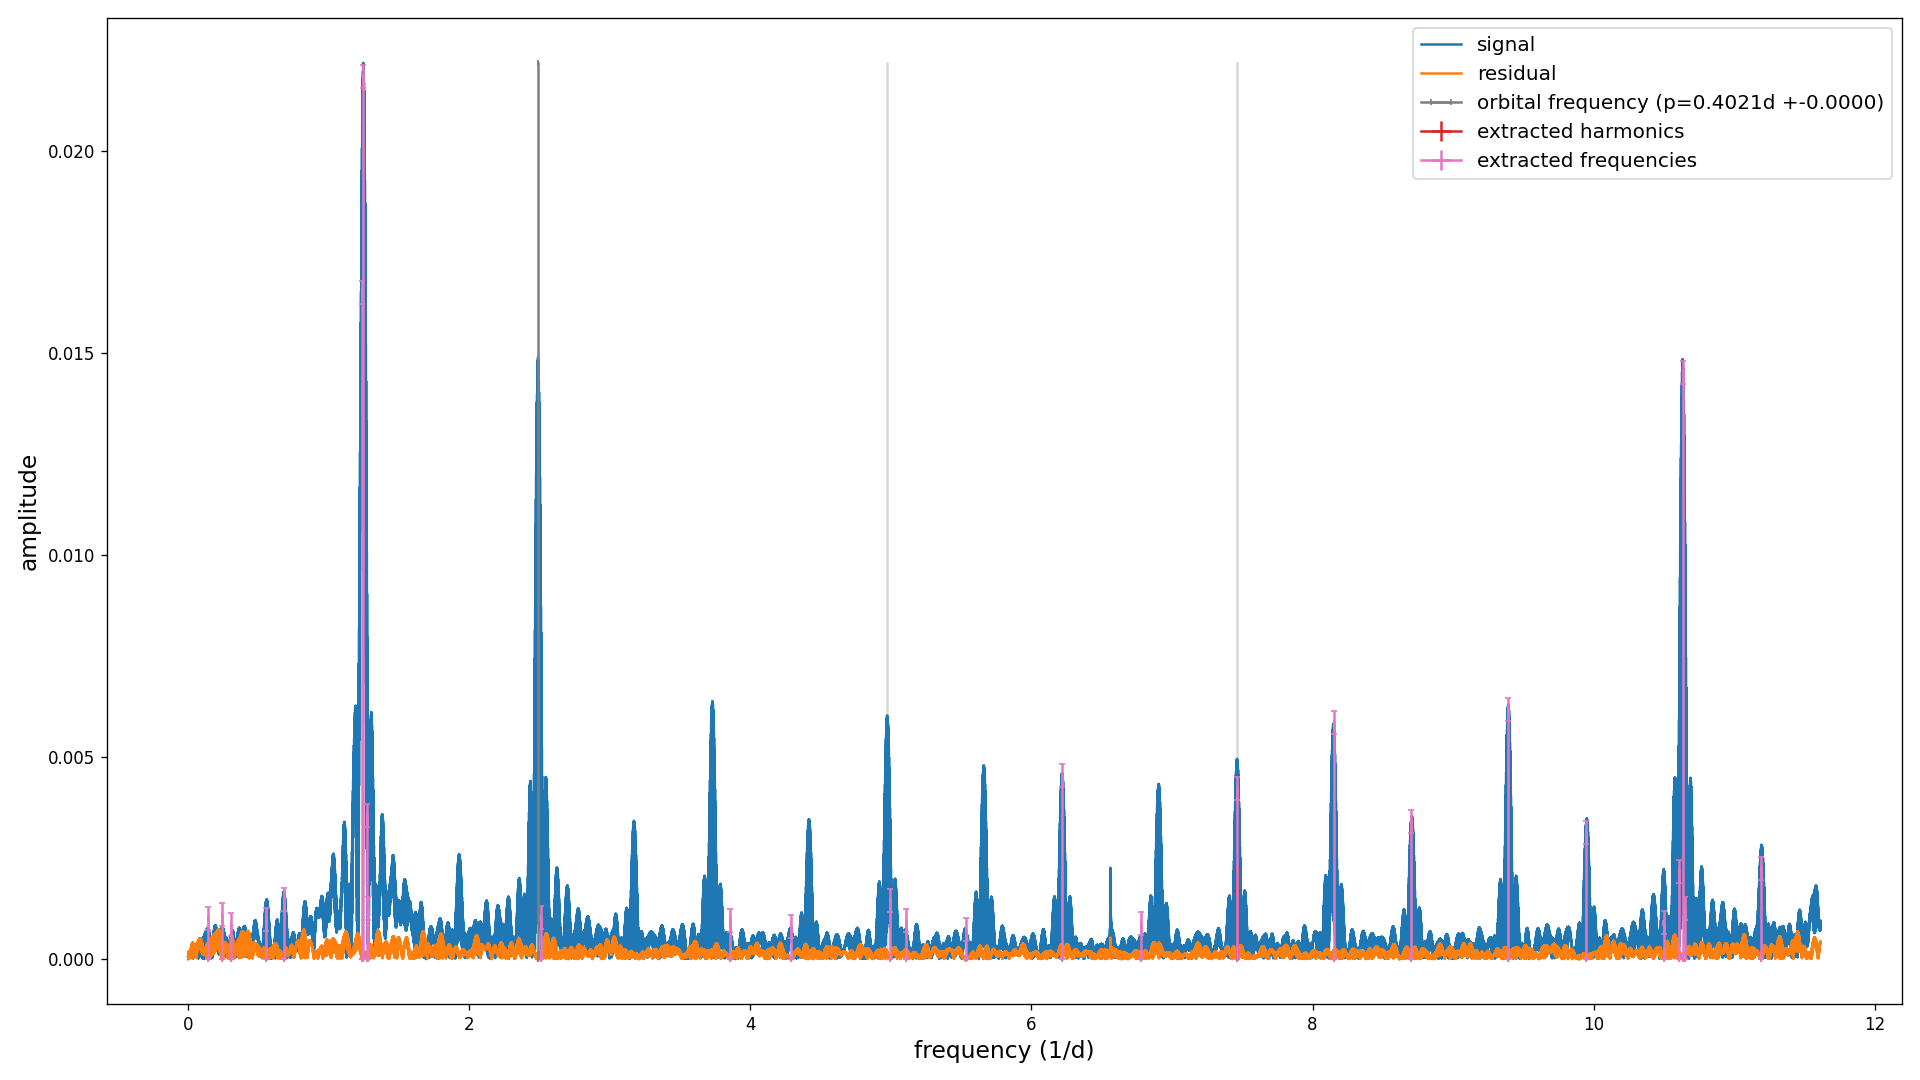 signal
residual
orbital frequency (p=0.4021d +-0.0000)
extracted harmonics
extracted frequencies
0.020
0.015
0.010
0.005
0.000
amplitude
0 2 4 6 8 10 12
frequency (1/d)